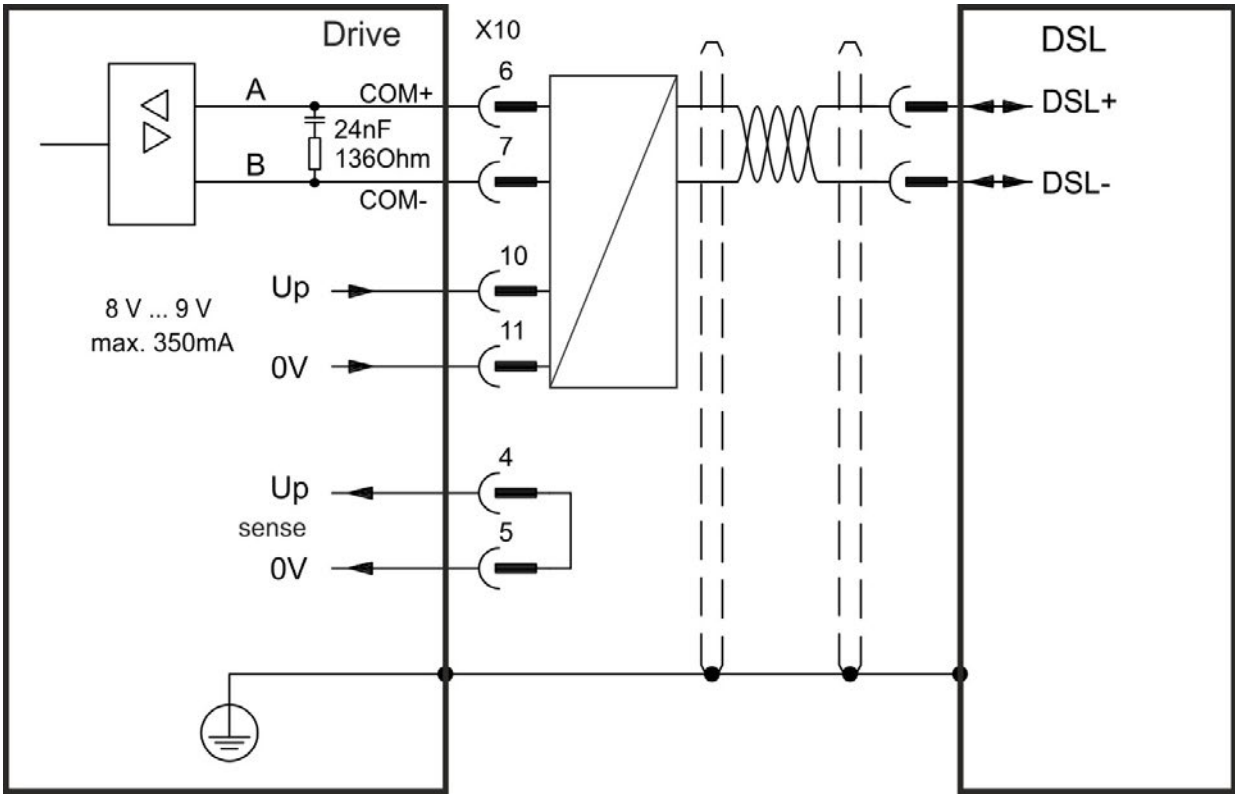 Drive
X10
DSL
6
A
COM+
DSL+
24nF
136Ohm
7
B
COM-
DSL-
10
Up
8 V ... 9 V
max. 350mA
11
0V
4
Up
sense
5
0V